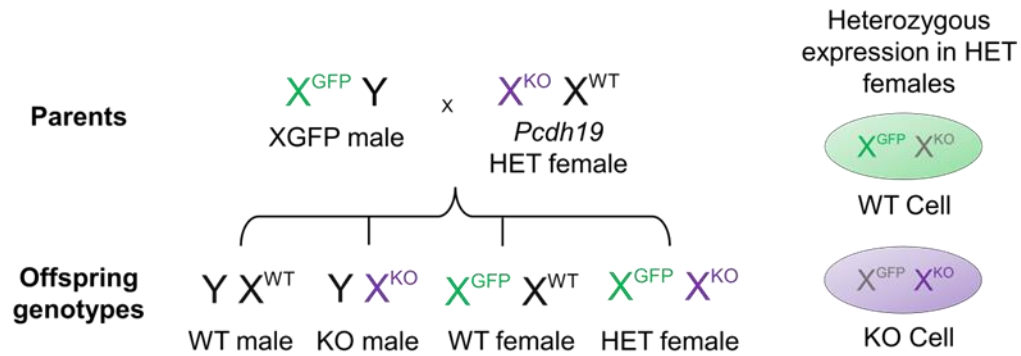 Heterozygous
expression in HET
females
Parents
X^GFP Y x X^KO X^WT
XGFP male
Pcdh19
HET female
X^GFP X^KO
WT Cell
Offspring
genotypes
Y X^WT Y X^KO X^GFP X^WT X^GFP X^KO
WT male KO male WT female HET female
X^GFP X^KO
KO Cell